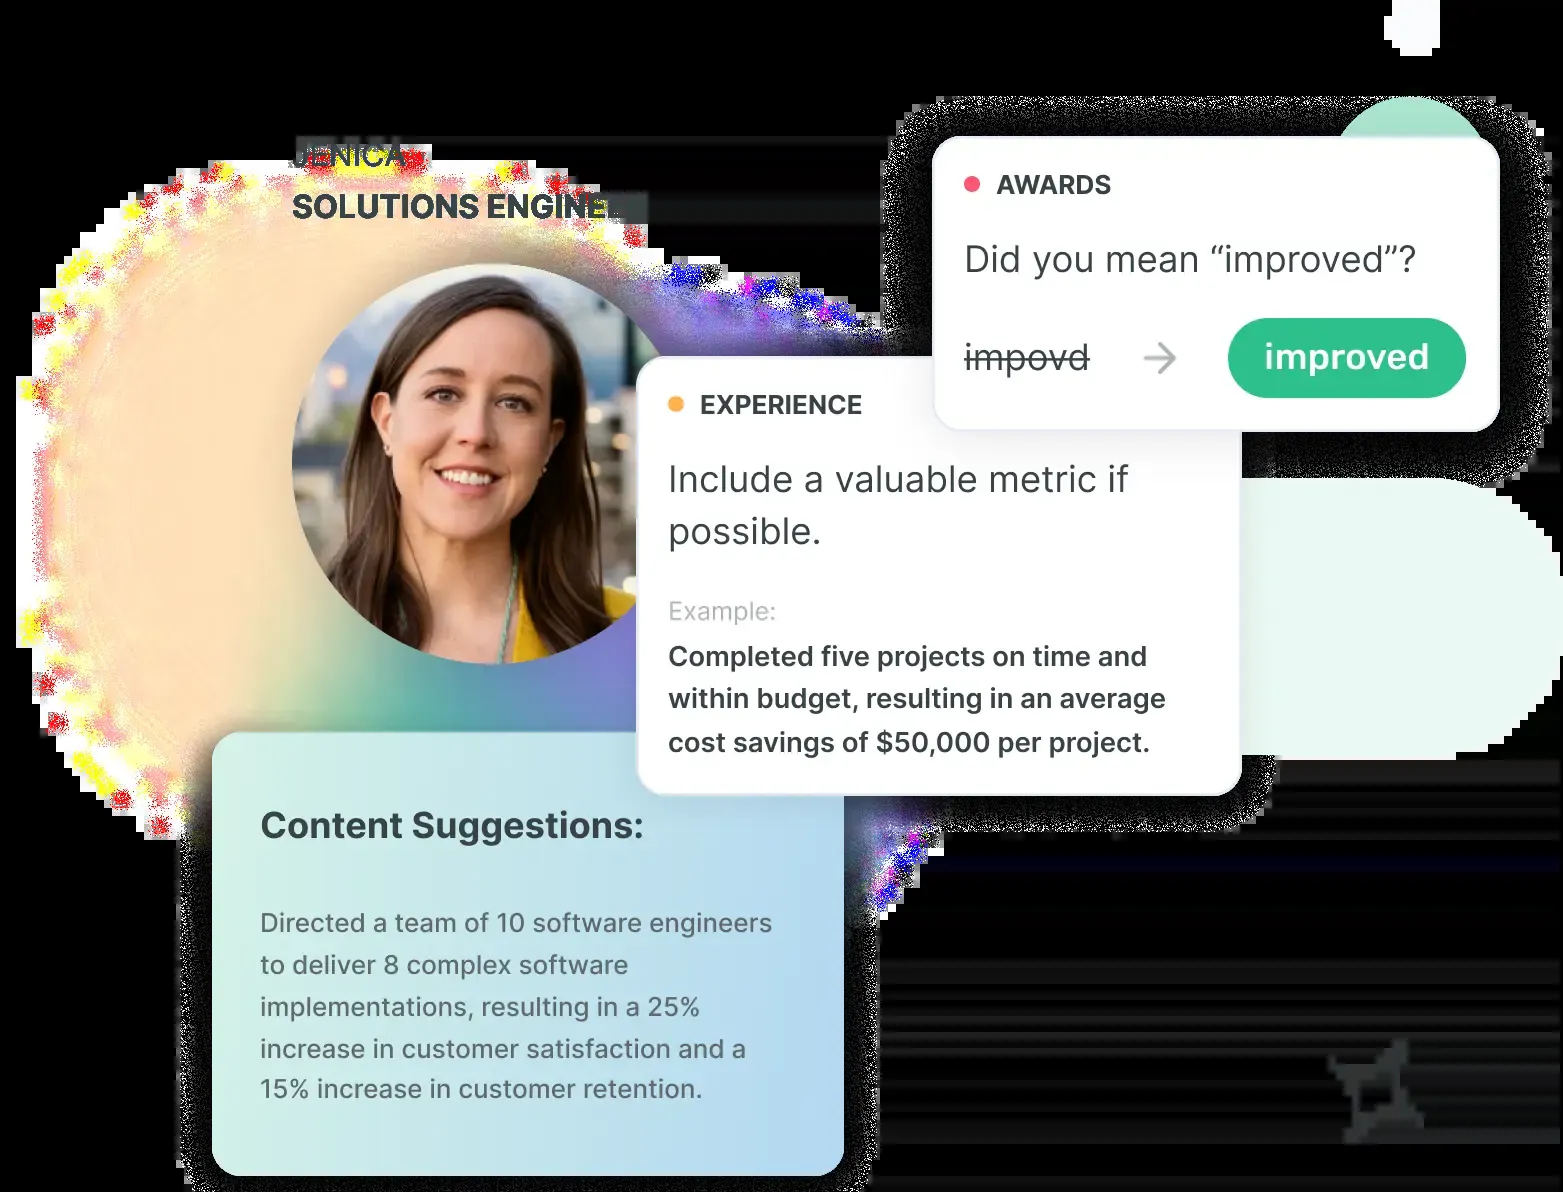 JENICA
SOLUTIONS ENGINE
AWARDS
Did you mean “improved”?
impovd → improved
EXPERIENCE
Include a valuable metric if
possible.
Example:
Completed five projects on time and
within budget, resulting in an average
cost savings of $50,000 per project.
Content Suggestions:
Directed a team of 10 software engineers
to deliver 8 complex software
implementations, resulting in a 25%
increase in customer satisfaction and a
15% increase in customer retention.